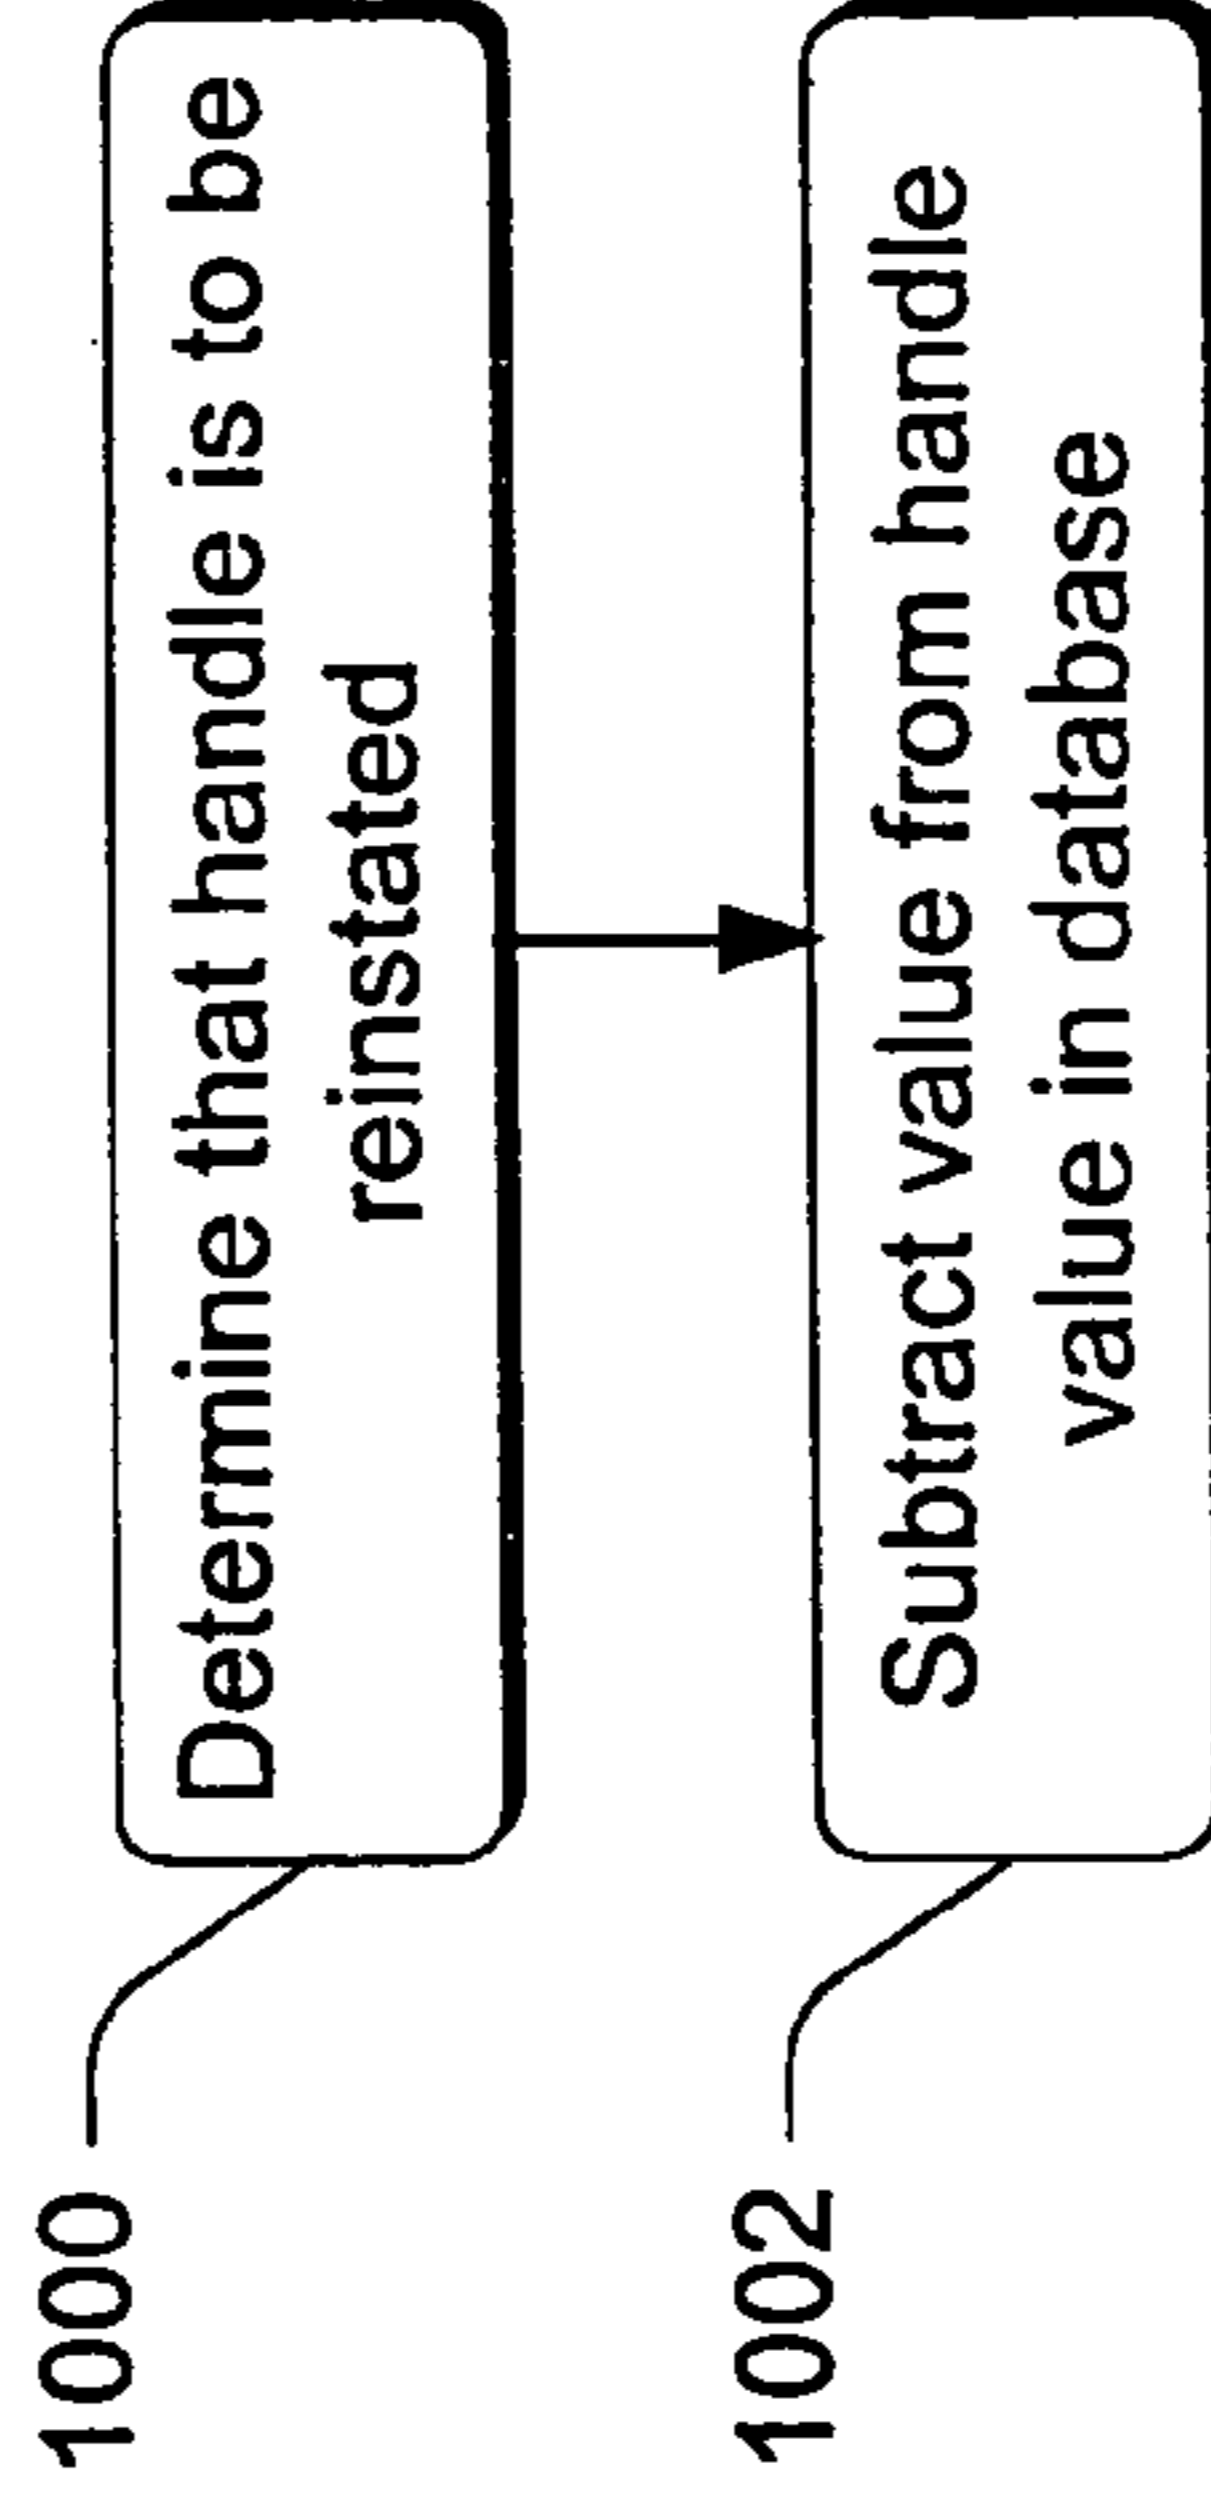 1000
Determine that handle is to be
reinstated
1002
Subtract value from handle
value in database